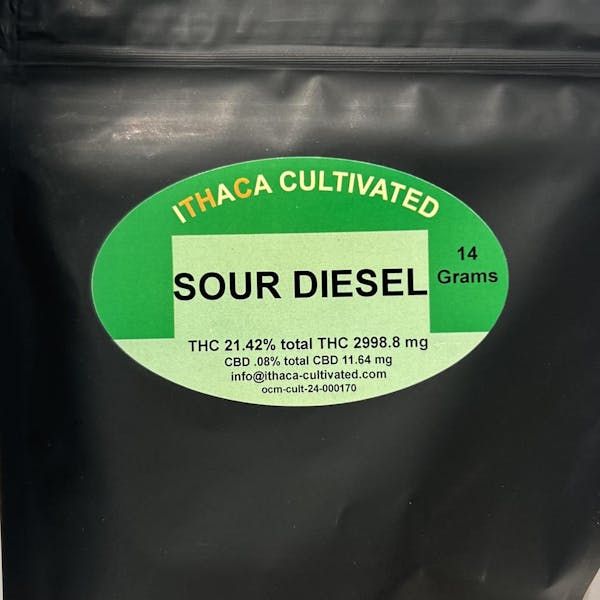 ITHACA CULTIVATED
14
Grams
SOUR DIESEL
THC 21.42% total THC 2998.8 mg
CBD .08% total CBD 11.64 mg
info@ithaca-cultivated.com
ocm-cult-24-000170